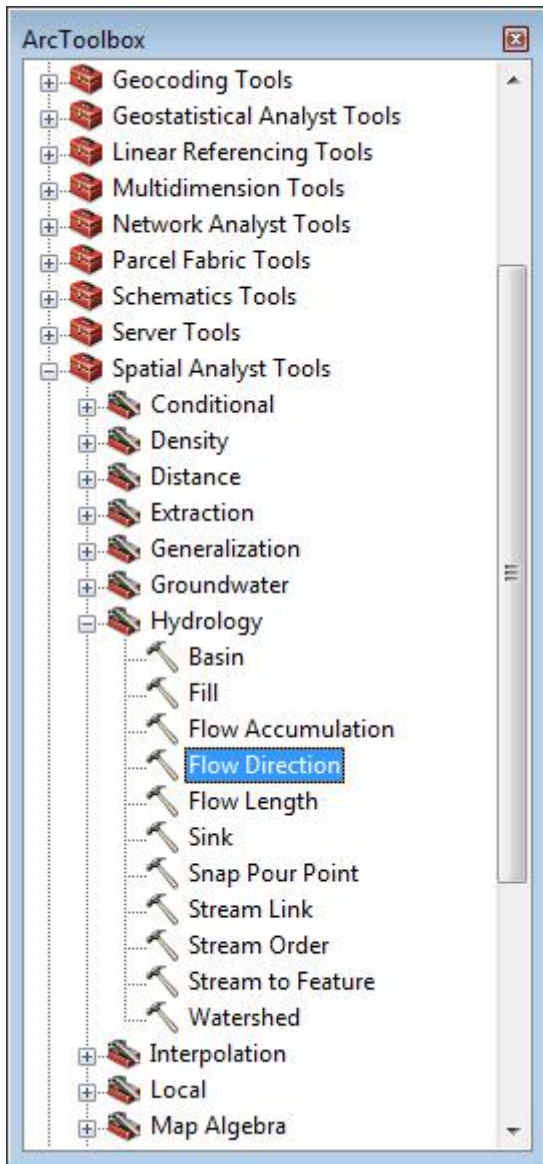 ArcToolbox
Geocoding Tools
Geostatistical Analyst Tools
Linear Referencing Tools
Multidimension Tools
Network Analyst Tools
Parcel Fabric Tools
Schematics Tools
Server Tools
Spatial Analyst Tools
Conditional
Density
Distance
Extraction
Generalization
Groundwater
Hydrology
Basin
Fill
Flow Accumulation
Flow Direction
Flow Length
Sink
Snap Pour Point
Stream Link
Stream Order
Stream to Feature
Watershed
Interpolation
Local
Map Algebra